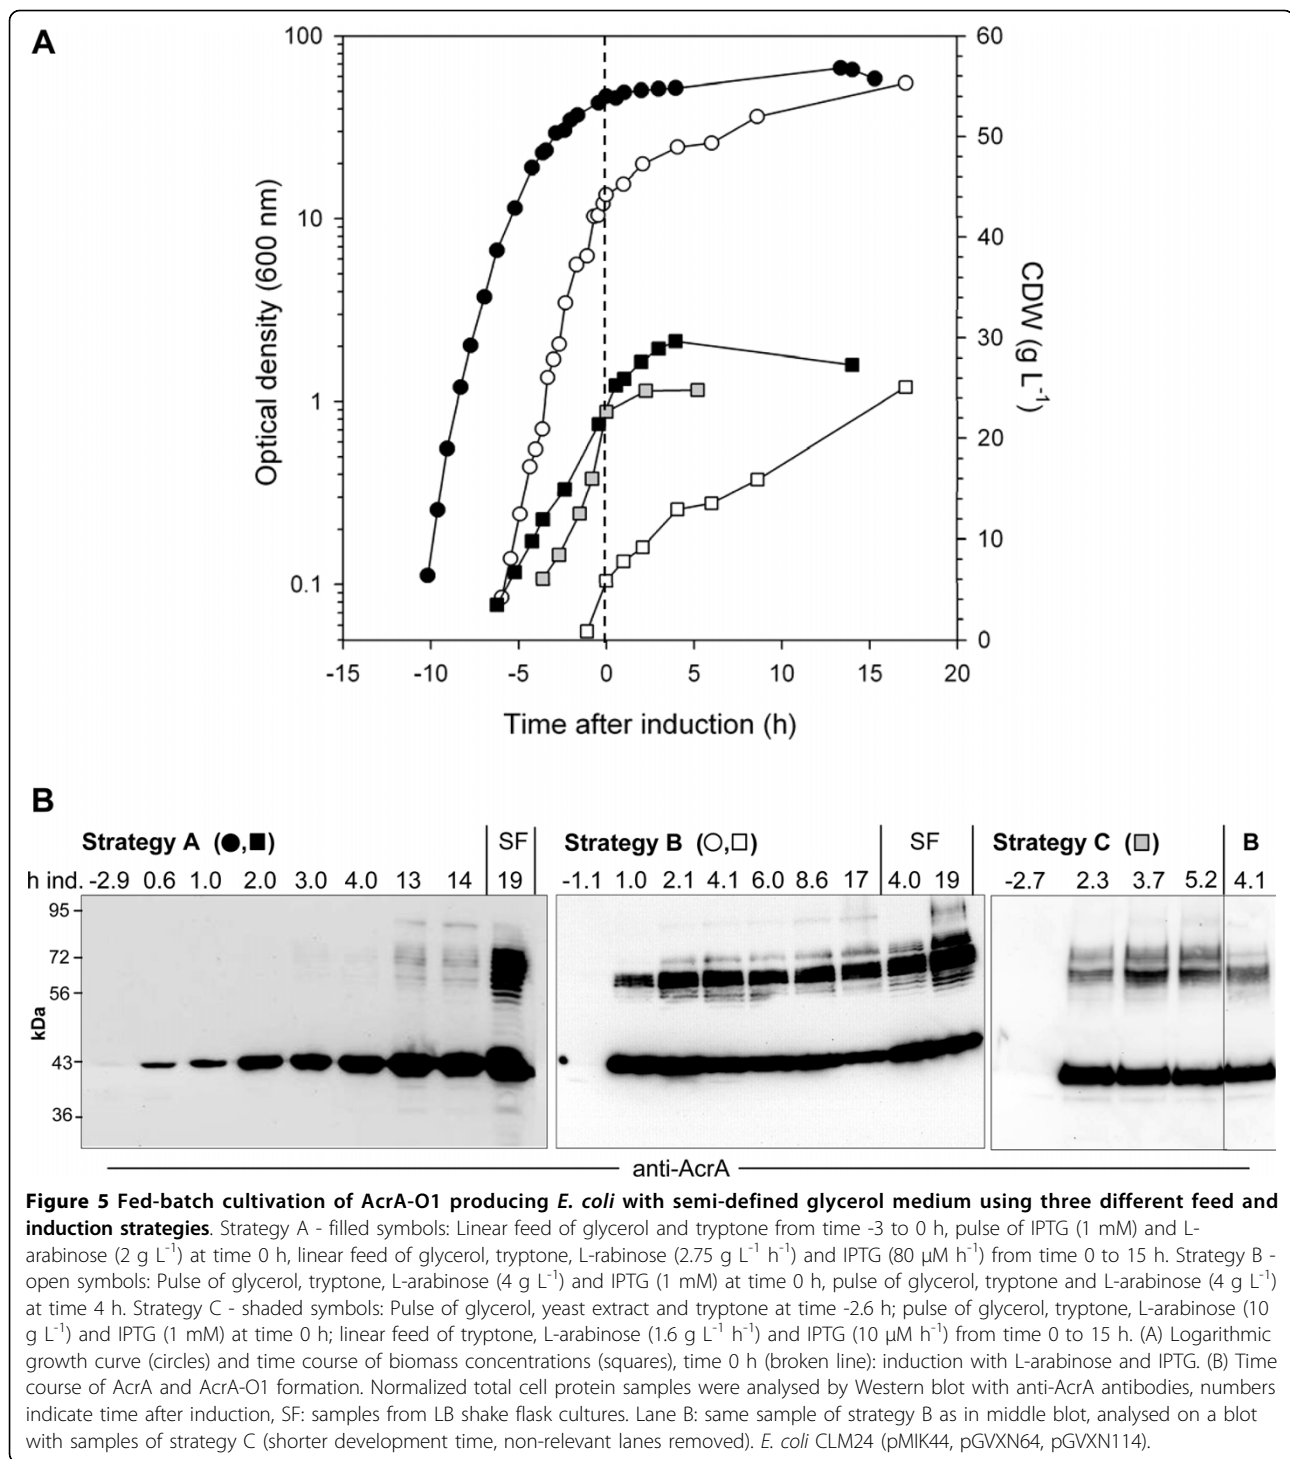 A
100
10
1
0.1
Optical density (600 nm)
60
50
40
30
20
10
0
CDW (g L-1)
-15 -10 -5 0 5 10 15 20
Time after induction (h)
B
Strategy A (●,■) SF Strategy B (○,□) SF Strategy C (□) B
h ind. -2.9 0.6 1.0 2.0 3.0 4.0 13 14 19 -1.1 1.0 2.1 4.1 6.0 8.6 17 4.0 19 -2.7 2.3 3.7 5.2 4.1
95
72
56
43
36
kDa
anti-AcrA
Figure 5 Fed-batch cultivation of AcrA-O1 producing E. coli with semi-defined glycerol medium using three different feed and
induction strategies. Strategy A - filled symbols: Linear feed of glycerol and tryptone from time -3 to 0 h, pulse of IPTG (1 mM) and L-
arabinose (2 g L-1) at time 0 h, linear feed of glycerol, tryptone, L-rabinose (2.75 g L-1 h-1) and IPTG (80 μM h-1) from time 0 to 15 h. Strategy B -
open symbols: Pulse of glycerol, tryptone, L-arabinose (4 g L-1) and IPTG (1 mM) at time 0 h, pulse of glycerol, tryptone and L-arabinose (4 g L-1)
at time 4 h. Strategy C - shaded symbols: Pulse of glycerol, yeast extract and tryptone at time -2.6 h; pulse of glycerol, tryptone, L-arabinose (10
g L-1) and IPTG (1 mM) at time 0 h; linear feed of tryptone, L-arabinose (1.6 g L-1 h-1) and IPTG (10 μM h-1) from time 0 to 15 h. (A) Logarithmic
growth curve (circles) and time course of biomass concentrations (squares), time 0 h (broken line): induction with L-arabinose and IPTG. (B) Time
course of AcrA and AcrA-O1 formation. Normalized total cell protein samples were analysed by Western blot with anti-AcrA antibodies, numbers
indicate time after induction, SF: samples from LB shake flask cultures. Lane B: same sample of strategy B as in middle blot, analysed on a blot
with samples of strategy C (shorter development time, non-relevant lanes removed). E. coli CLM24 (pMIK44, pGVXN64, pGVXN114).